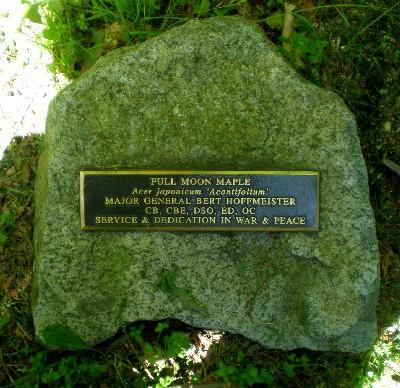 FULL MOON MAPLE
Acer japonicum 'Acontifolium'
MAJOR GENERAL BERT HOFFMEISTER
CB, CBE, DSO, ED, OC
SERVICE & DEDICATION IN WAR & PEACE